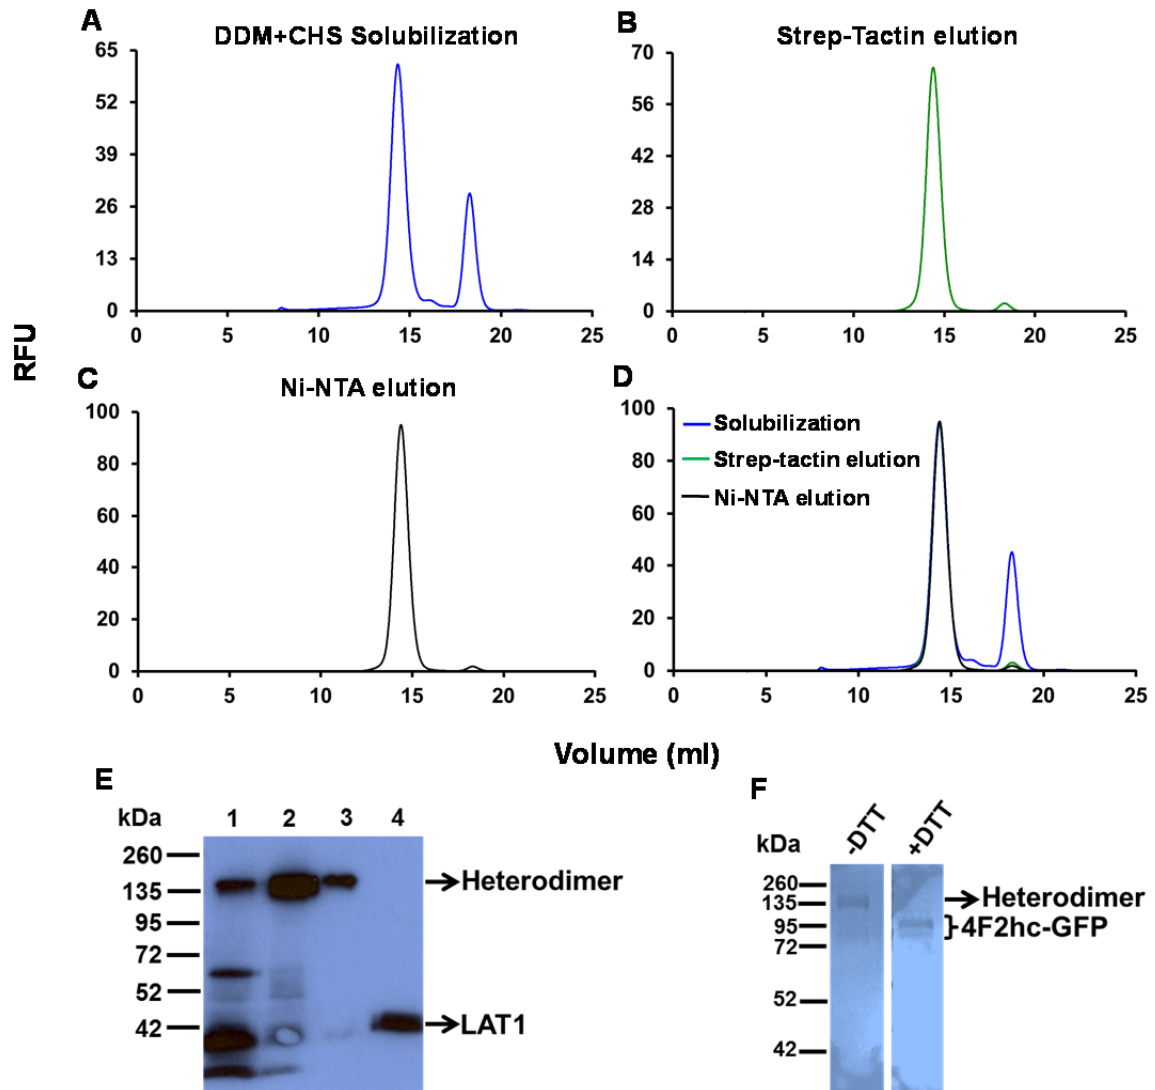 A
DDM+CHS Solubilization
65
52
39
26
13
0
0 5 10 15 20 25
B
Strep-Tactin elution
70
56
42
28
14
0
0 5 10 15 20 25
RFU
C
Ni-NTA elution
100
80
60
40
20
0
0 5 10 15 20 25
D
100
80
60
40
20
0
Solubilization
Strep-tactin elution
Ni-NTA elution
0 5 10 15 20 25
Volume (ml)
E
kDa 1 2 3 4
260
135
95
72
52
42
Heterodimer
LAT1
F
kDa -DTT +DTT
260
135
95
72
52
42
Heterodimer
4F2hc-GFP